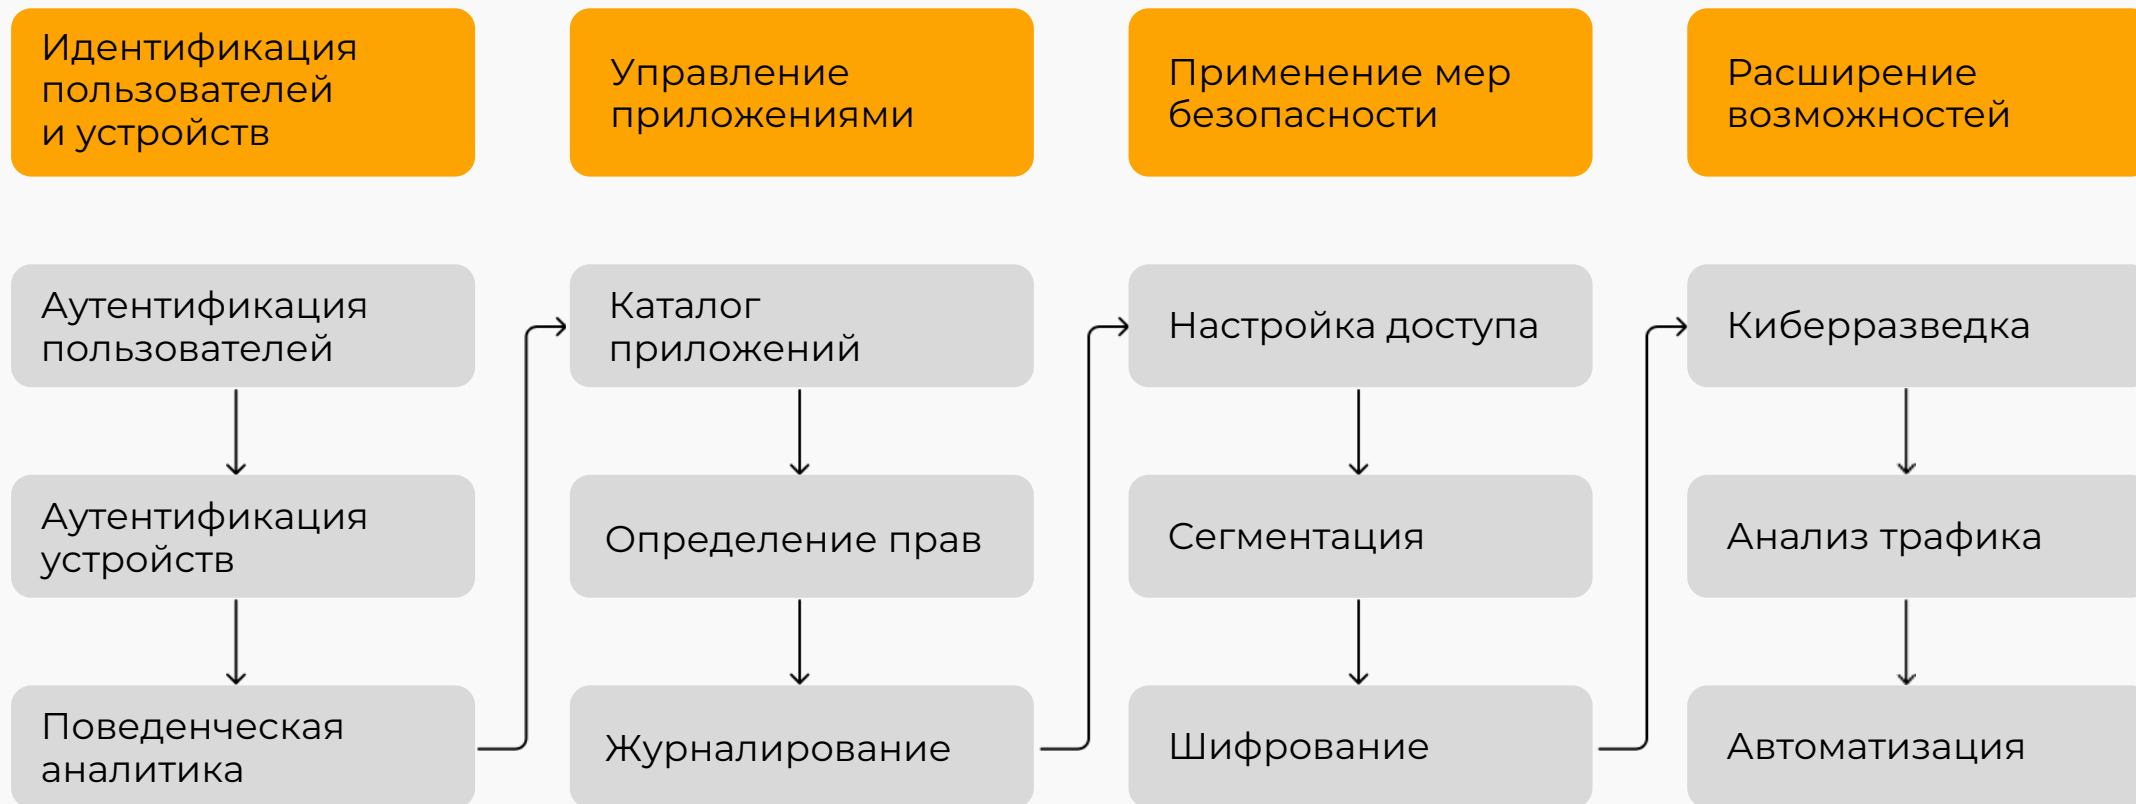 Идентификация
пользователей
и устройств
Управление
приложениями
Применение мер
безопасности
Расширение
возможностей
Аутентификация
пользователей
Каталог
приложений
Настройка доступа
Киберразведка
Аутентификация
устройств
Определение прав
Сегментация
Анализ трафика
Поведенческая
аналитика
Журналирование
Шифрование
Автоматизация